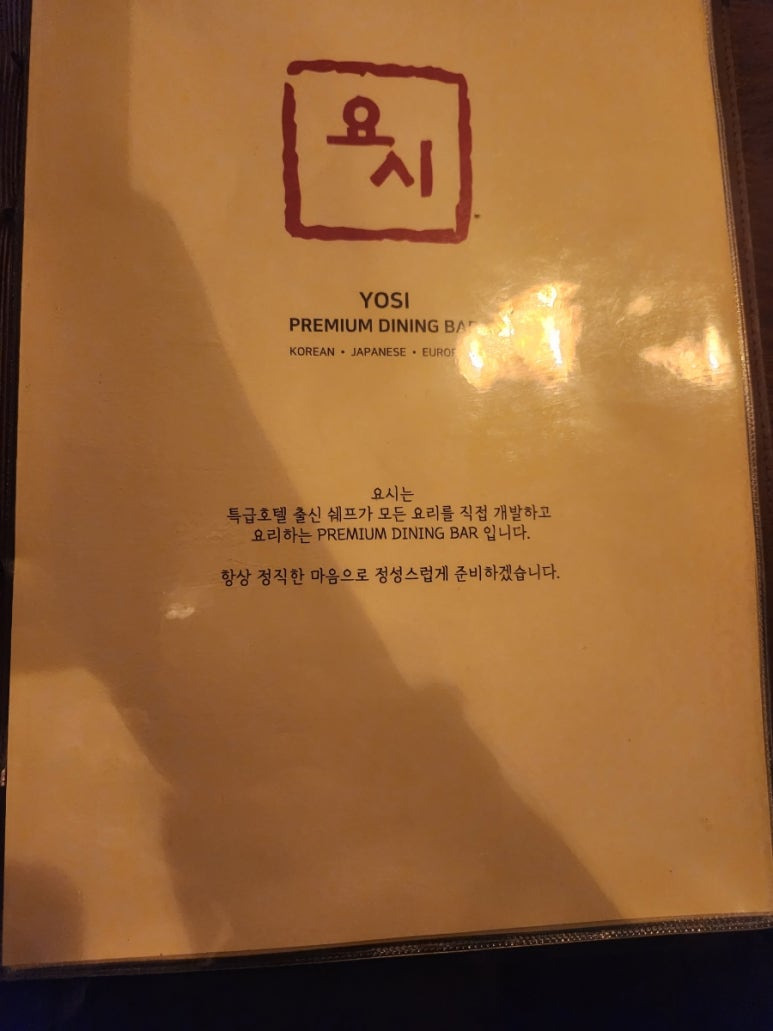 요
시
YOSI
PREMIUM DINING BAR
KOREAN • JAPANESE •
요시는
특급호텔 출신 쉐프가 모든 요리를 직접 개발하고
요리하는 PREMIUM DINING BAR 입니다.
항상 정직한 마음으로 정성스럽게 준비하겠습니다.